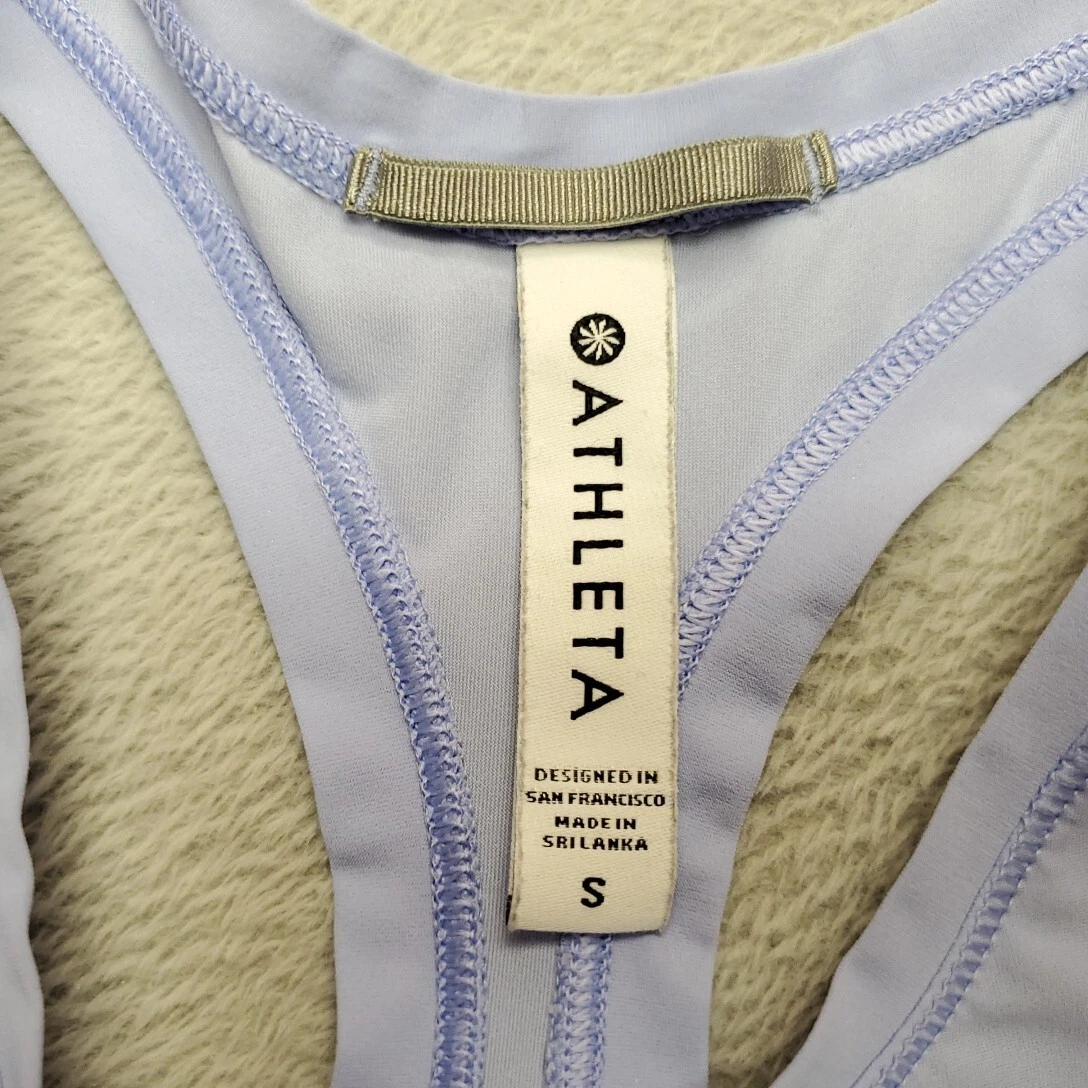 ATHLETA
DESIGNED IN
SAN FRANCISCO
MADE IN
SRI LANKA
S